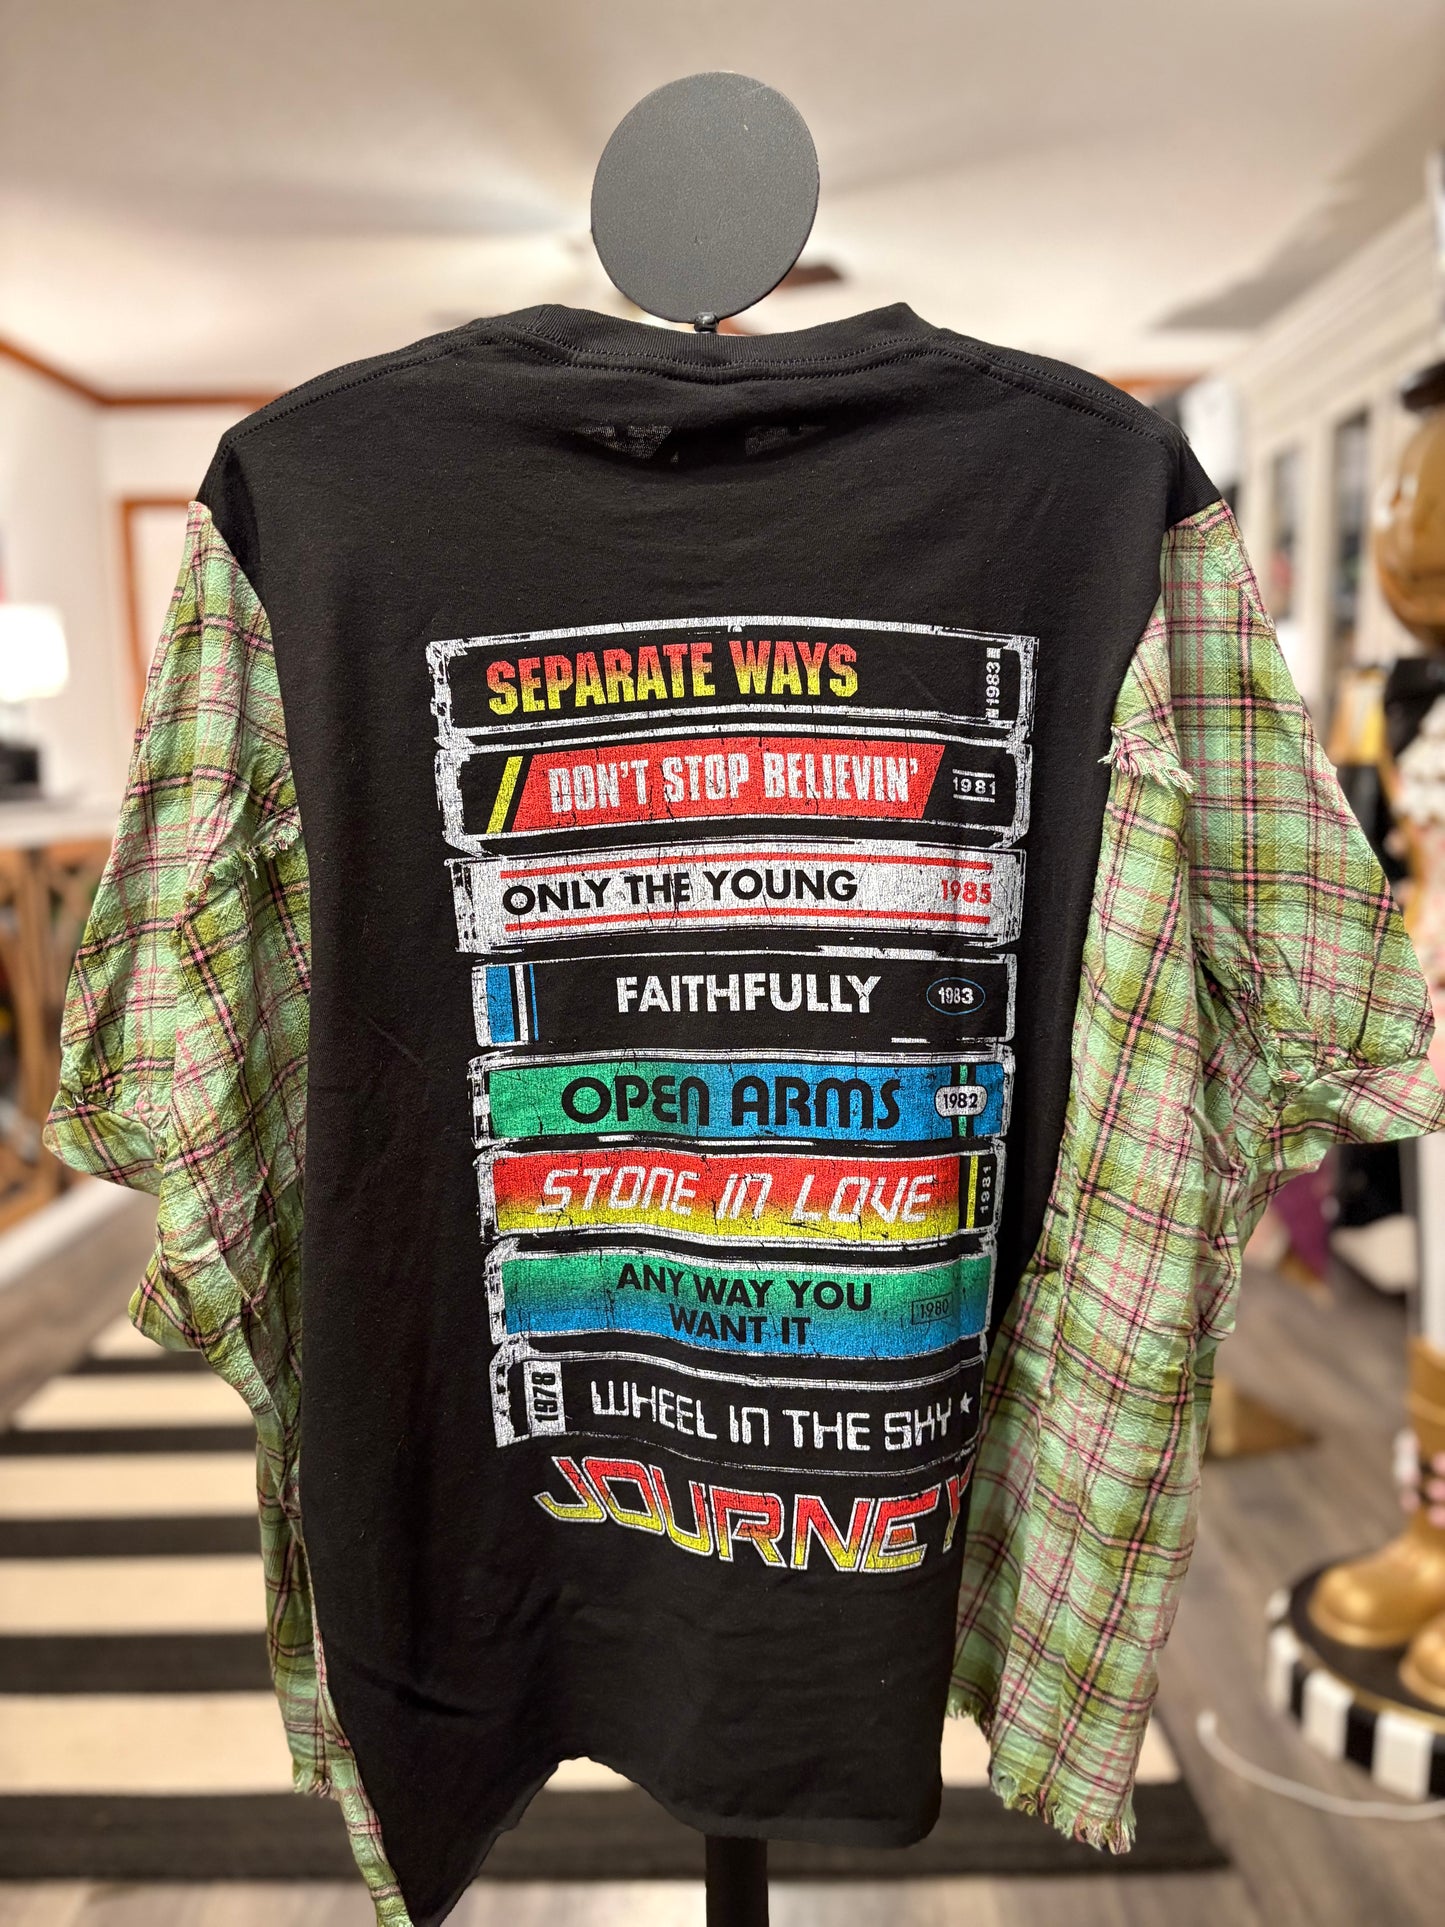 SEPARATE WAYS 1983
DON'T STOP BELIEVIN' 1981
ONLY THE YOUNG 1985
FAITHFULLY 1983
OPEN ARMS 1982
STONE IN LOVE 1981
ANY WAY YOU
WANT IT 1980
1978 WHEEL IN THE SKY
JOURNEY